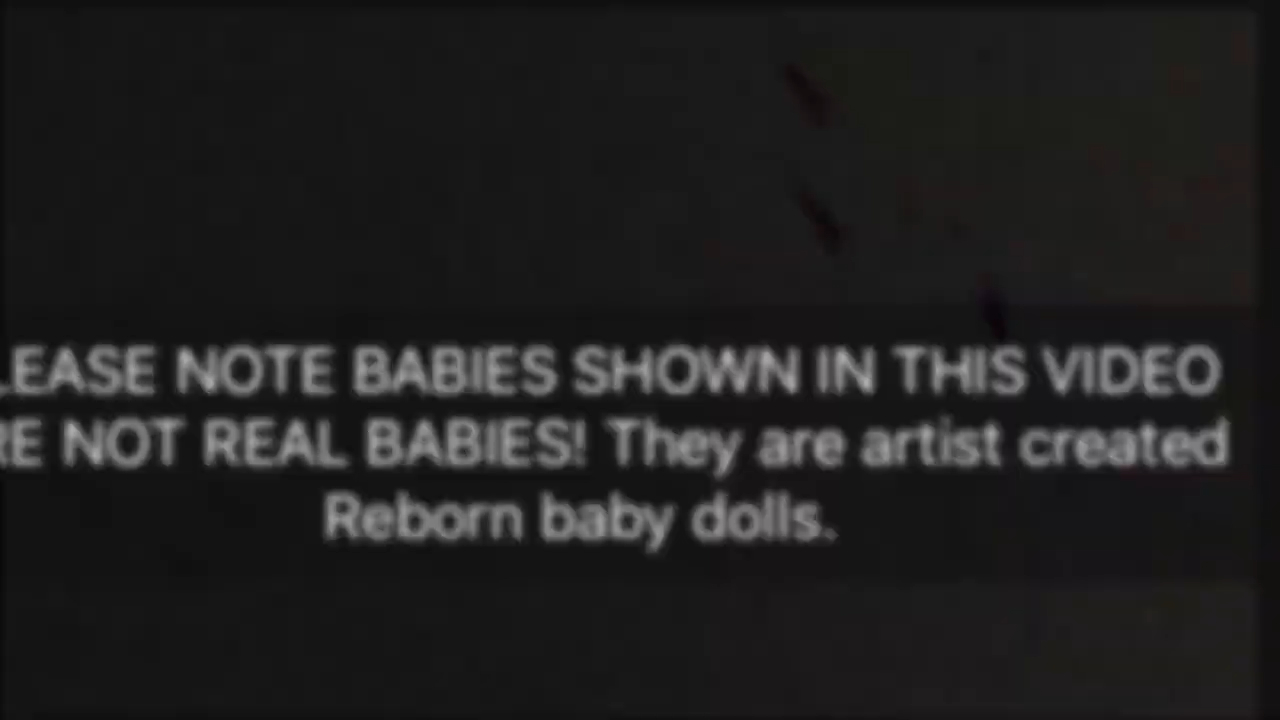 LEASE NOTE BABIES SHOWN IN THIS VIDEO
RE NOT REAL BABIES! They are artist created
Reborn baby dolls.